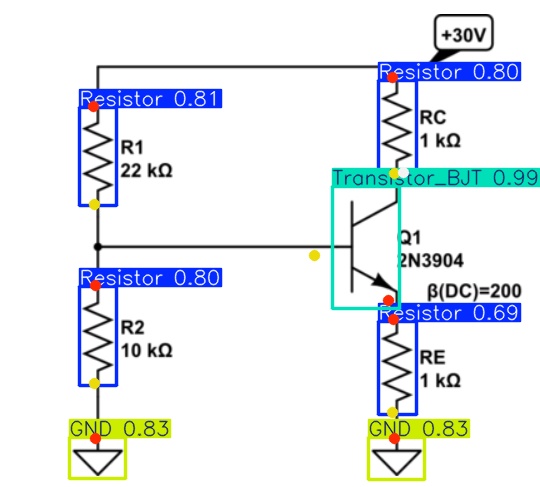 +30V
Resistor 0.80
Resistor 0.81
RC
1 kΩ
R1
22 kΩ
Transistor_BJT 0.99
Q1
2N3904
Resistor 0.80
β(DC)=200
Resistor 0.69
R2
10 kΩ
RE
1 kΩ
GND 0.83
GND 0.83